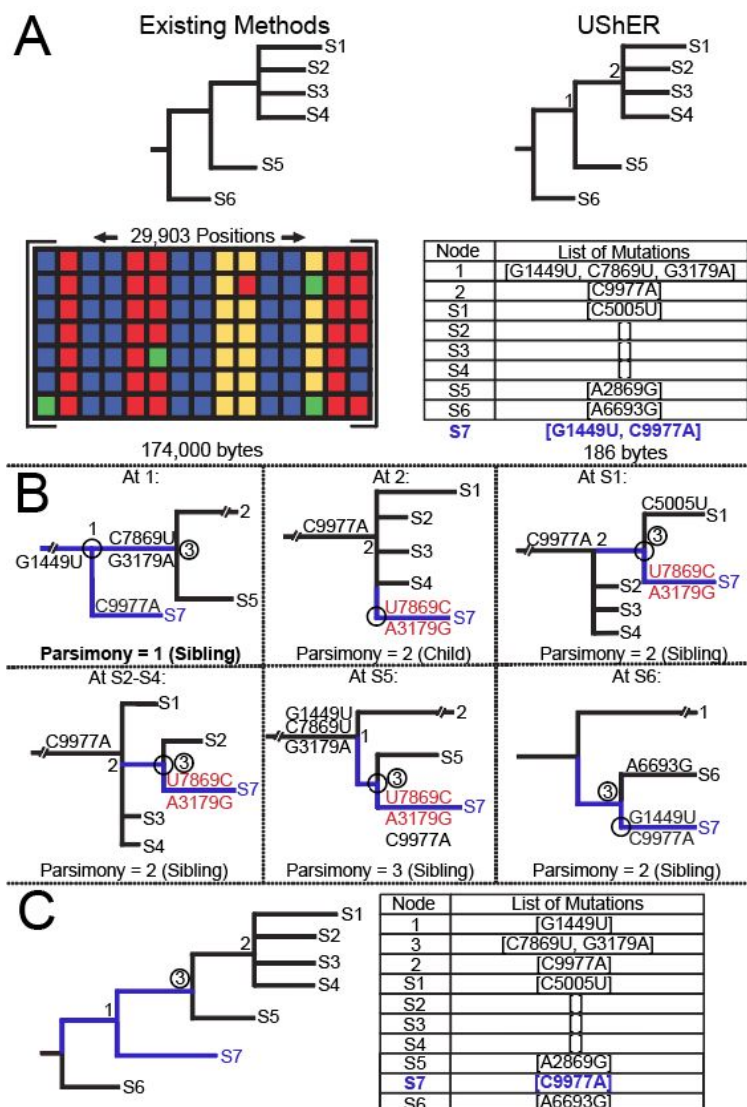 A
Existing Methods
UShER
S1
S2
S3
S4
S5
S6
2
1
S1
S2
S3
S4
S5
S6
29,903 Positions
174,000 bytes
Node List of Mutations
1 [G1449U, C7869U, G3179A]
2 [C9977A]
S1 [C5005U]
S2 [ ]
S3 [ ]
S4 [ ]
S5 [A2869G]
S6 [A6693G]
S7 [G1449U, C9977A]
186 bytes
B
At 1:
1
C7869U
2
3
G1449U
G3179A
C9977A
S7
S5
Parsimony = 1 (Sibling)
At 2:
S1
C9977A
S2
2
S3
S4
U7869C
S7
A3179G
Parsimony = 2 (Child)
At S1:
C5005U
S1
C9977A 2
3
U7869C
S7
A3179G
S2
S3
S4
Parsimony = 2 (Sibling)
At S2-S4:
S1
C9977A
S2
2
3
U7869C
S7
A3179G
S3
S4
Parsimony = 2 (Sibling)
At S5:
G1449U
2
C7869U
G3179A
1
S5
3
U7869C
S7
A3179G
C9977A
Parsimony = 3 (Sibling)
At S6:
1
A6693G
S6
3
G1449U
S7
C9977A
Parsimony = 2 (Sibling)
C
S1
2
S2
S3
3
S4
1
S5
S7
S6
Node List of Mutations
1 [G1449U]
3 [C7869U, G3179A]
2 [C9977A]
S1 [C5005U]
S2 [ ]
S3 [ ]
S4 [ ]
S5 [A2869G]
S7 [C9977A]
S6 [A6693G]